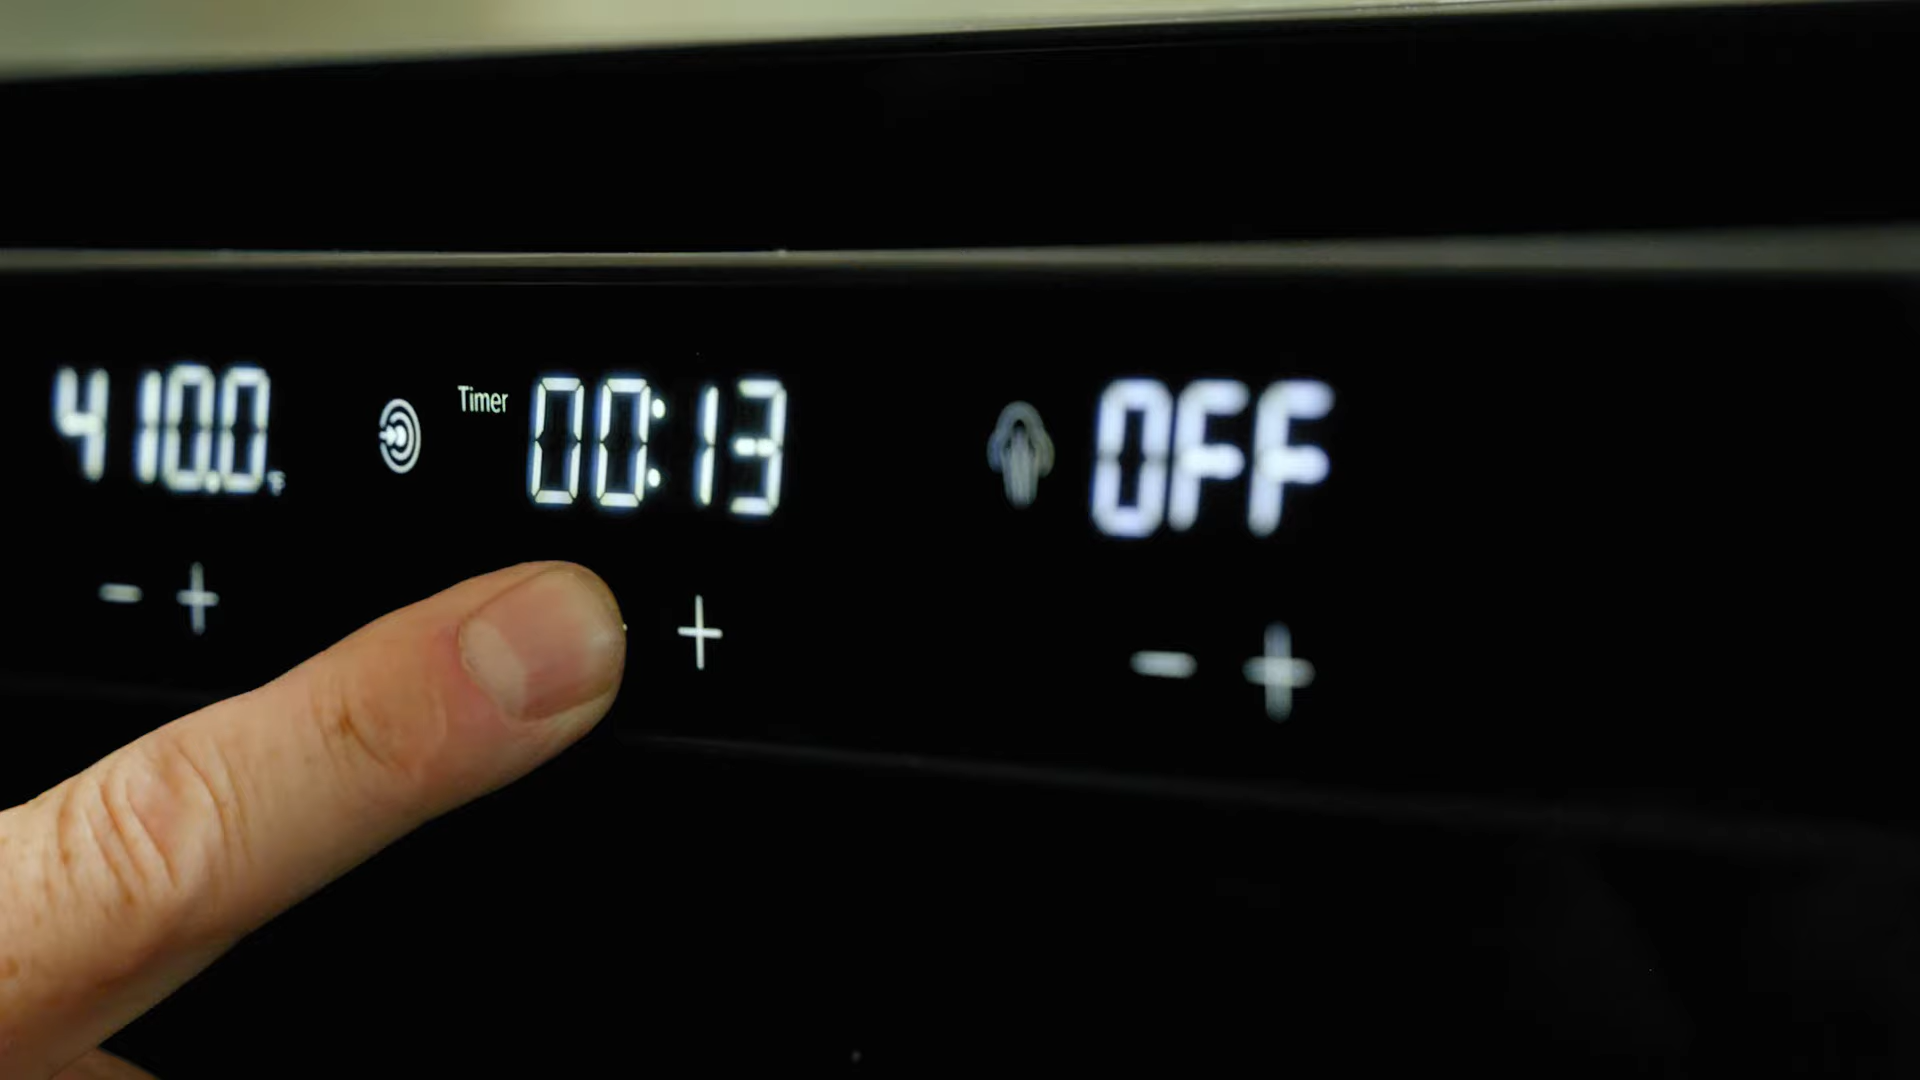 410.0°F
Timer 00:13
OFF
- +
+
- +